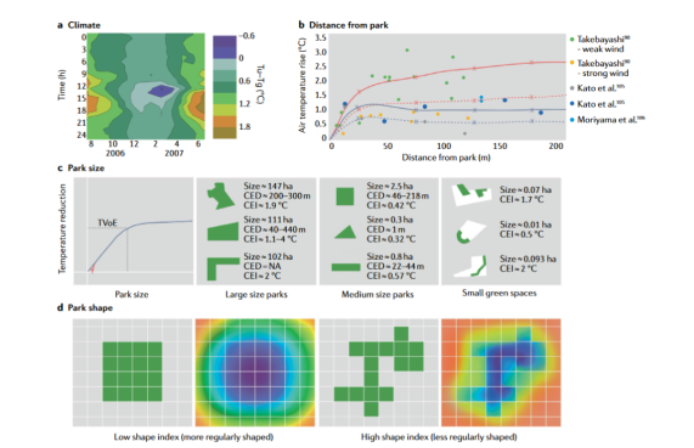 a Climate
Time (h)
0
3
6
9
12
15
18
21
24
8 10 12 2 4 6
2006 2007
−0.6
0
0.6
1.2
1.8
Tu−Tg (°C)
b Distance from park
Air temperature rise (°C)
3.5
3.0
2.5
2.0
1.5
1.0
0.5
0
0 50 100 150 200
Distance from park (m)
Takebayashi
- weak wind
Takebayashi
- strong wind
Kato et al.
Kato et al.
Moriyama et al.
c Park size
Temperature reduction
TVoE
Park size
Size≈147 ha
CED≈200–300 m
CEI≈1.9 °C
Size≈111 ha
CED≈40–440 m
CEI≈1.1–4 °C
Size≈102 ha
CED≈NA
CEI≈2 °C
Large size parks
Size≈2.5 ha
CED≈46–218 m
CEI≈0.42 °C
Size≈0.3 ha
CED≈1 m
CEI≈0.32 °C
Size≈0.8 ha
CED≈22–44 m
CEI≈0.57 °C
Medium size parks
Size≈0.07 ha
CEI≈1.7 °C
Size≈0.01 ha
CEI≈0.5 °C
Size≈0.093 ha
CEI≈2 °C
Small green spaces
d Park shape
Low shape index (more regularly shaped)
High shape index (less regularly shaped)